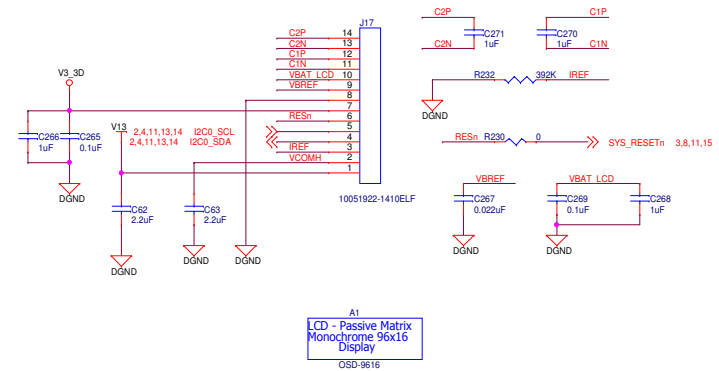 J17
C2P 14
C2N 13
C1P 12
C1N 11
VBAT_LCD 10
VBREF 9
8
7
RESn 6
2,4,11,13,14 I2C0_SCL 5
2,4,11,13,14 I2C0_SDA 4
IREF 3
VCOMH 2
1
10051922-1410ELF
V3_3D
C266
1uF
C265
0.1uF
DGND
V13
C62
2.2uF
DGND
C63
2.2uF
DGND
DGND
C2P
C271
1uF
C2N
C1P
C270
1uF
C1N
R232 392K IREF
DGND
RESn R230 0 SYS_RESETn 3,8,11,15
VBREF
C267
0.022uF
DGND
VBAT_LCD
C269
0.1uF
C268
1uF
DGND
A1
LCD - Passive Matrix
Monochrome 96x16
Display
OSD-9616